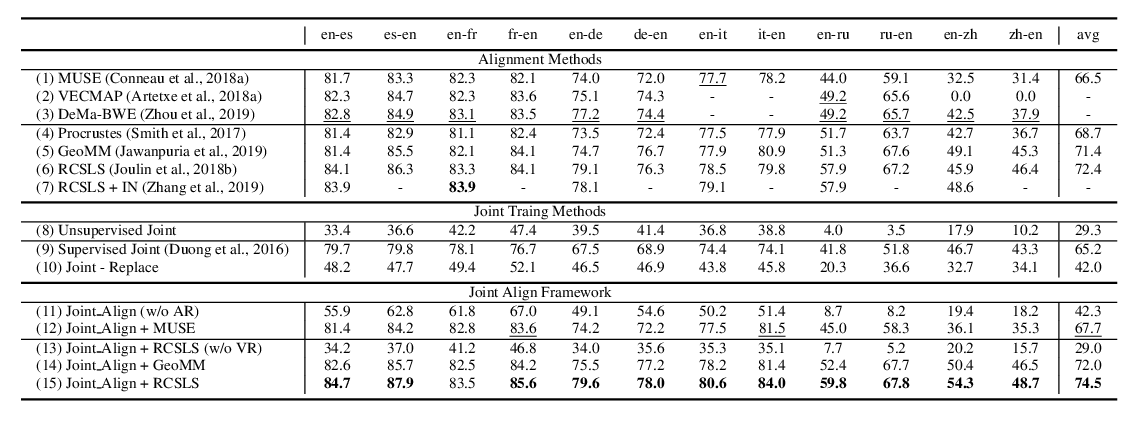 en-es es-en en-fr fr-en en-de de-en en-it it-en en-ru ru-en en-zh zh-en avg
Alignment Methods
(1) MUSE (Conneau et al., 2018a) 81.7 83.3 82.3 82.1 74.0 72.0 77.7 78.2 44.0 59.1 32.5 31.4 66.5
(2) VECMAP (Artetxe et al., 2018a) 82.3 84.7 82.3 83.6 75.1 74.3 - - 49.2 65.6 0.0 0.0 -
(3) DeMa-BWE (Zhou et al., 2019) 82.8 84.9 83.1 83.5 77.2 74.4 - - 49.2 65.7 42.5 37.9 -
(4) Procrustes (Smith et al., 2017) 81.4 82.9 81.1 82.4 73.5 72.4 77.5 77.9 51.7 63.7 42.7 36.7 68.7
(5) GeoMM (Jawanpuria et al., 2019) 81.4 85.5 82.1 84.1 74.7 76.7 77.9 80.9 51.3 67.6 49.1 45.3 71.4
(6) RCSLS (Joulin et al., 2018b) 84.1 86.3 83.3 84.1 79.1 76.3 78.5 79.8 57.9 67.2 45.9 46.4 72.4
(7) RCSLS + IN (Zhang et al., 2019) 83.9 - 83.9 - 78.1 - 79.1 - 57.9 - 48.6 - -
Joint Traing Methods
(8) Unsupervised Joint 33.4 36.6 42.2 47.4 39.5 41.4 36.8 38.8 4.0 3.5 17.9 10.2 29.3
(9) Supervised Joint (Duong et al., 2016) 79.7 79.8 78.1 76.7 67.5 68.9 74.4 74.1 41.8 51.8 46.7 43.3 65.2
(10) Joint - Replace 48.2 47.7 49.4 52.1 46.5 46.9 43.8 45.8 20.3 36.6 32.7 34.1 42.0
Joint Align Framework
(11) Joint_Align (w/o AR) 55.9 62.8 61.8 67.0 49.1 54.6 50.2 51.4 8.7 8.2 19.4 18.2 42.3
(12) Joint_Align + MUSE 81.4 84.2 82.8 83.6 74.2 72.2 77.5 81.5 45.0 58.3 36.1 35.3 67.7
(13) Joint_Align + RCSLS (w/o VR) 34.2 37.0 41.2 46.8 34.0 35.6 35.3 35.1 7.7 5.2 20.2 15.7 29.0
(14) Joint_Align + GeoMM 82.6 85.7 82.5 84.2 75.5 77.2 78.2 81.4 52.4 67.7 50.4 46.5 72.0
(15) Joint_Align + RCSLS 84.7 87.9 83.5 85.6 79.6 78.0 80.6 84.0 59.8 67.8 54.3 48.7 74.5